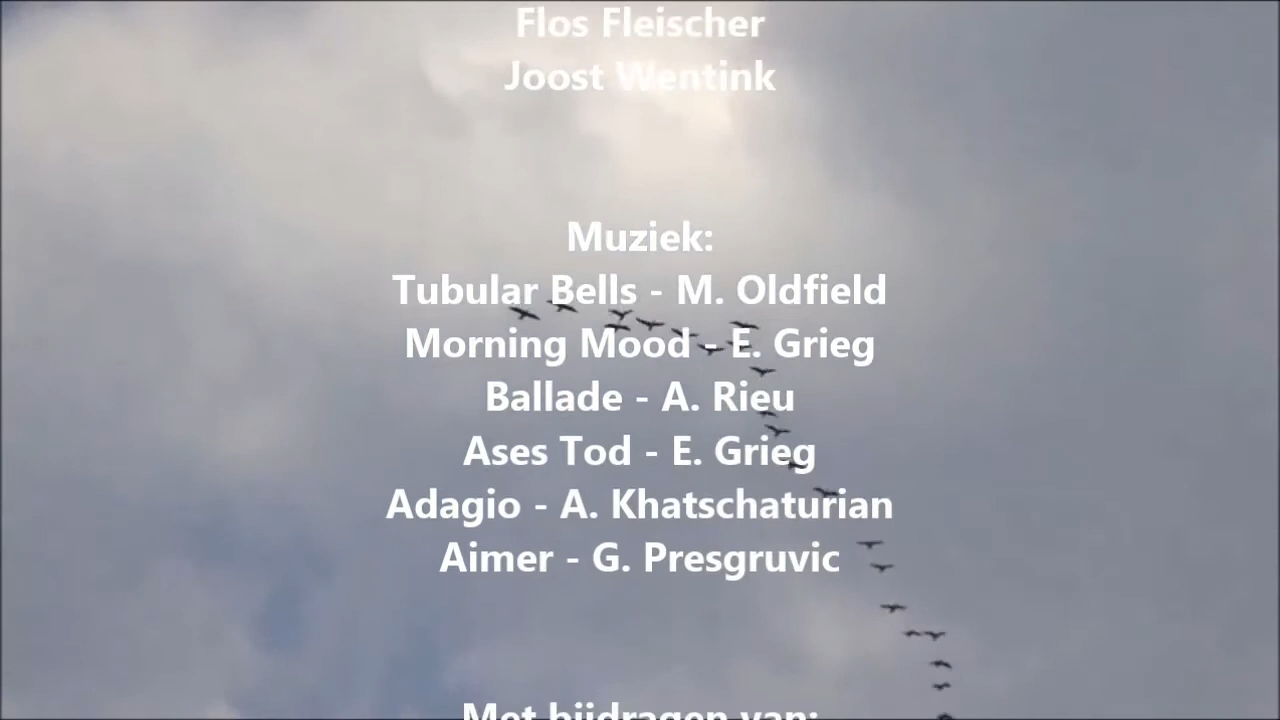 Flos Fleischer
Joost Wentink
Muziek:
Tubular Bells - M. Oldfield
Morning Mood - E. Grieg
Ballade - A. Rieu
Ases Tod - E. Grieg
Adagio - A. Khatschaturian
Aimer - G. Presgruvic
Met bijdragen van: